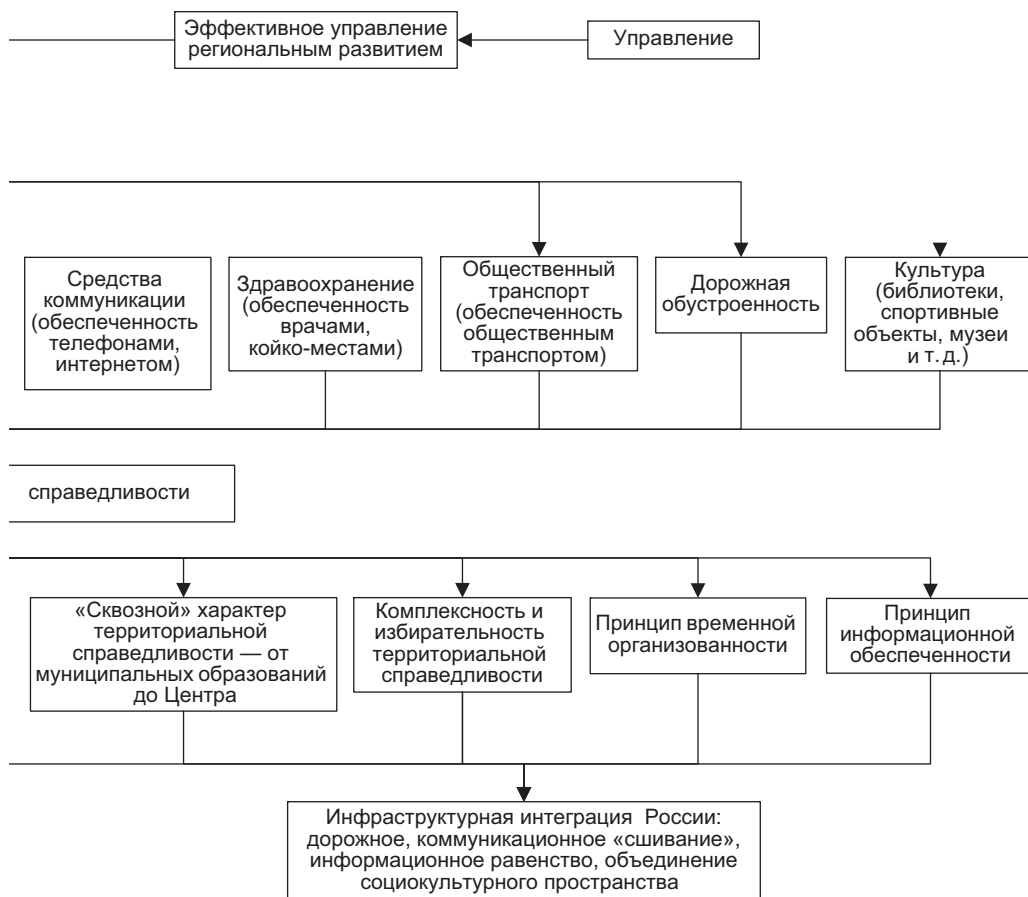 Эффективное управление
региональным развитием
Управление
Средства
коммуникации
(обеспеченность
телефонами,
интернетом)
Здравоохранение
(обеспеченность
врачами,
койко-местами)
Общественный
транспорт
(обеспеченность
общественным
транспортом)
Дорожная
обустроенность
Культура
(библиотеки,
спортивные
объекты, музеи
и т. д.)
справедливости
«Сквозной» характер
территориальной
справедливости — от
муниципальных образований
до Центра
Комплексность и
избирательность
территориальной
справедливости
Принцип временной
организованности
Принцип
информационной
обеспеченности
Инфраструктурная интеграция России:
дорожное, коммуникационное «сшивание»,
информационное равенство, объединение
социокультурного пространства